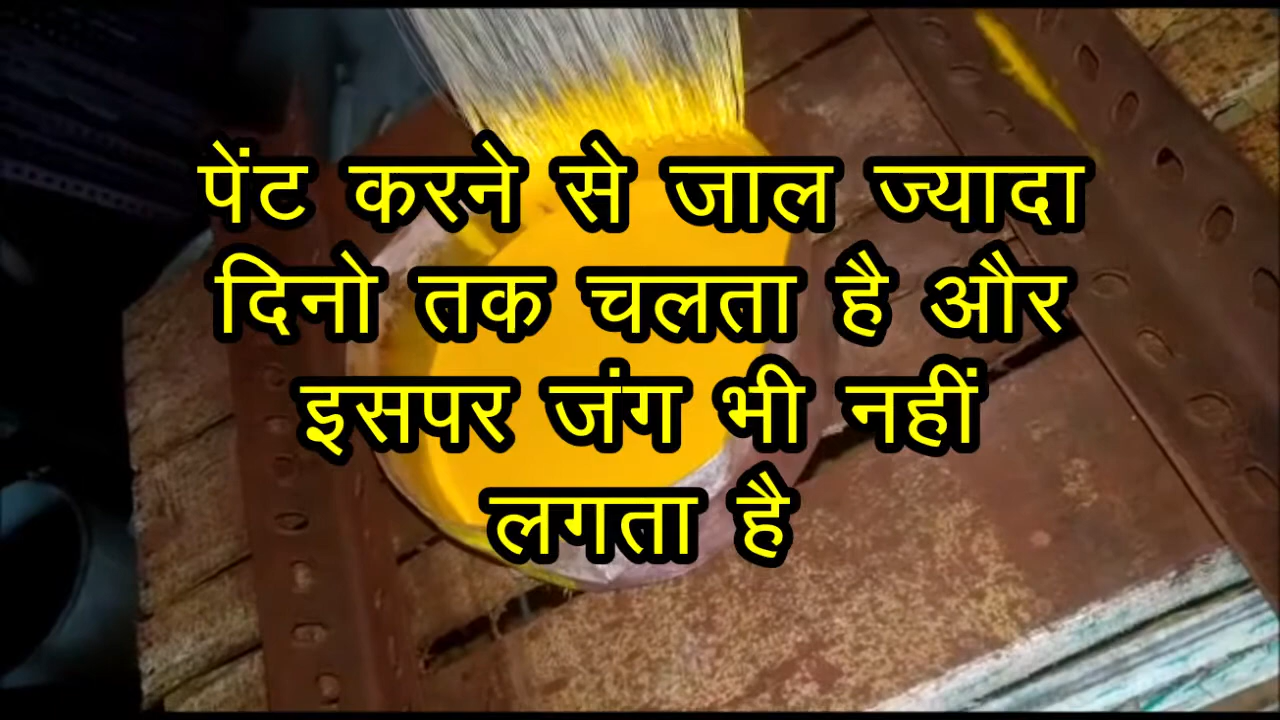 पेंट करने से जाल ज्यादा
दिनो तक चलता है और
इसपर जंग भी नहीं
लगता है